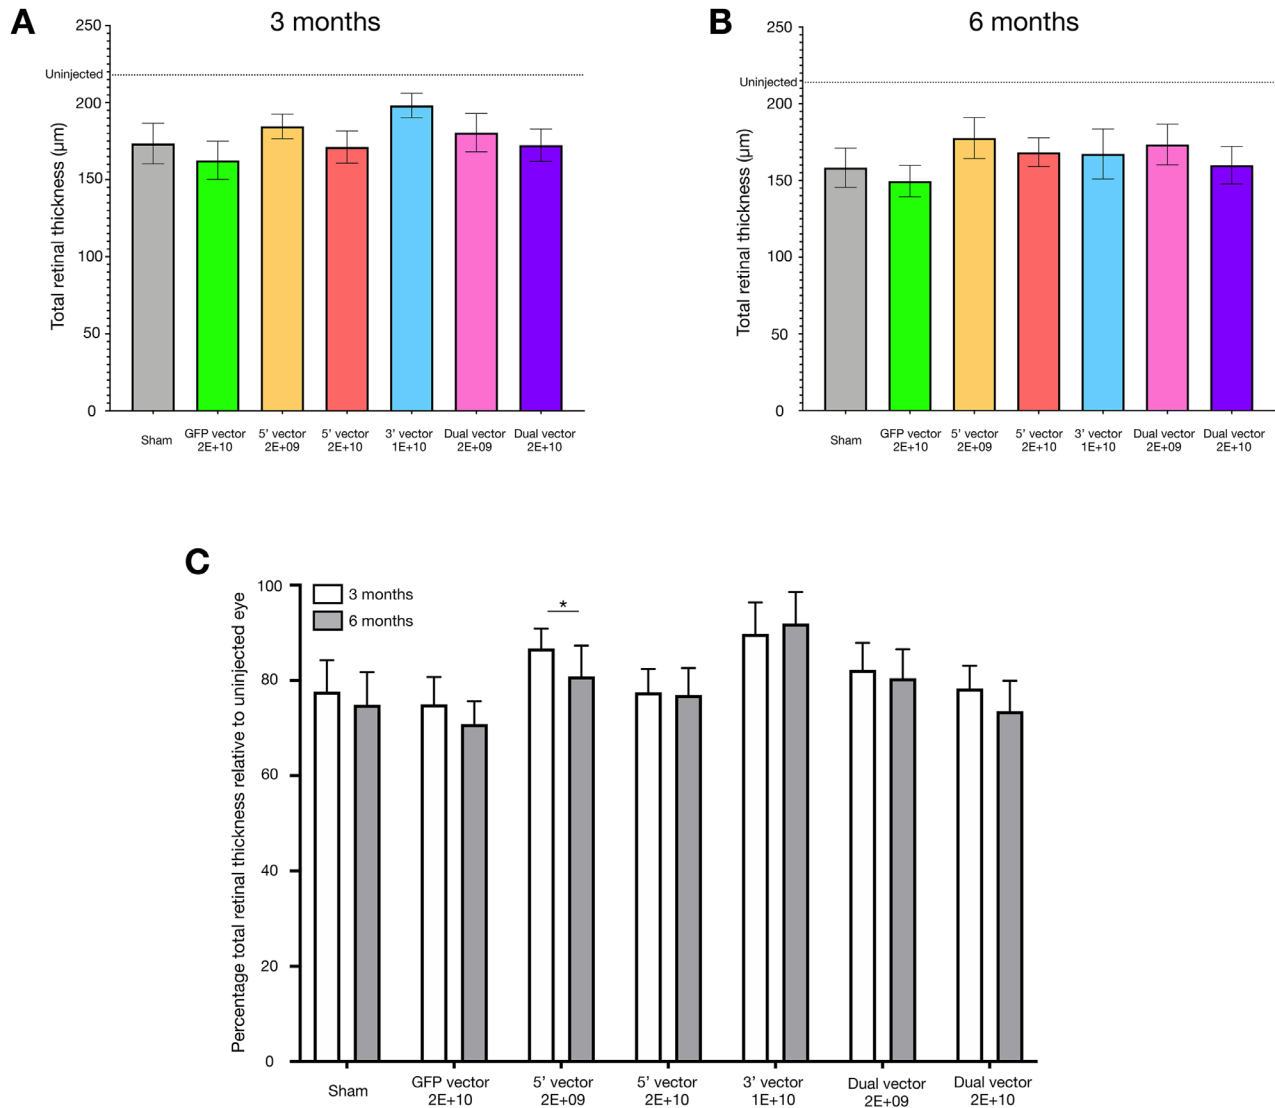 A
3 months
250
Uninjected
200
150
100
50
0
Total retinal thickness (µm)
Sham
GFP vector
2E+10
5’ vector
2E+09
5’ vector
2E+10
3’ vector
1E+10
Dual vector
2E+09
Dual vector
2E+10
B
6 months
250
Uninjected
200
150
100
50
0
Total retinal thickness (µm)
Sham
GFP vector
2E+10
5’ vector
2E+09
5’ vector
2E+10
3’ vector
1E+10
Dual vector
2E+09
Dual vector
2E+10
C
100
80
60
40
20
0
Percentage total retinal thickness relative to uninjected eye
3 months
6 months
*
Sham
GFP vector
2E+10
5’ vector
2E+09
5’ vector
2E+10
3’ vector
1E+10
Dual vector
2E+09
Dual vector
2E+10